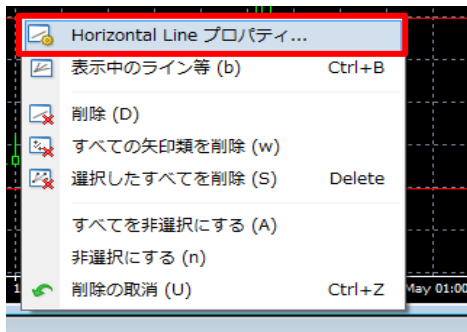 Horizontal Line プロパティ...
表示中のライン等 (b) Ctrl+B
削除 (D)
すべての矢印類を削除 (w)
選択したすべてを削除 (S) Delete
すべてを非選択にする (A)
非選択にする (n)
削除の取消 (U) Ctrl+Z
May 01:00